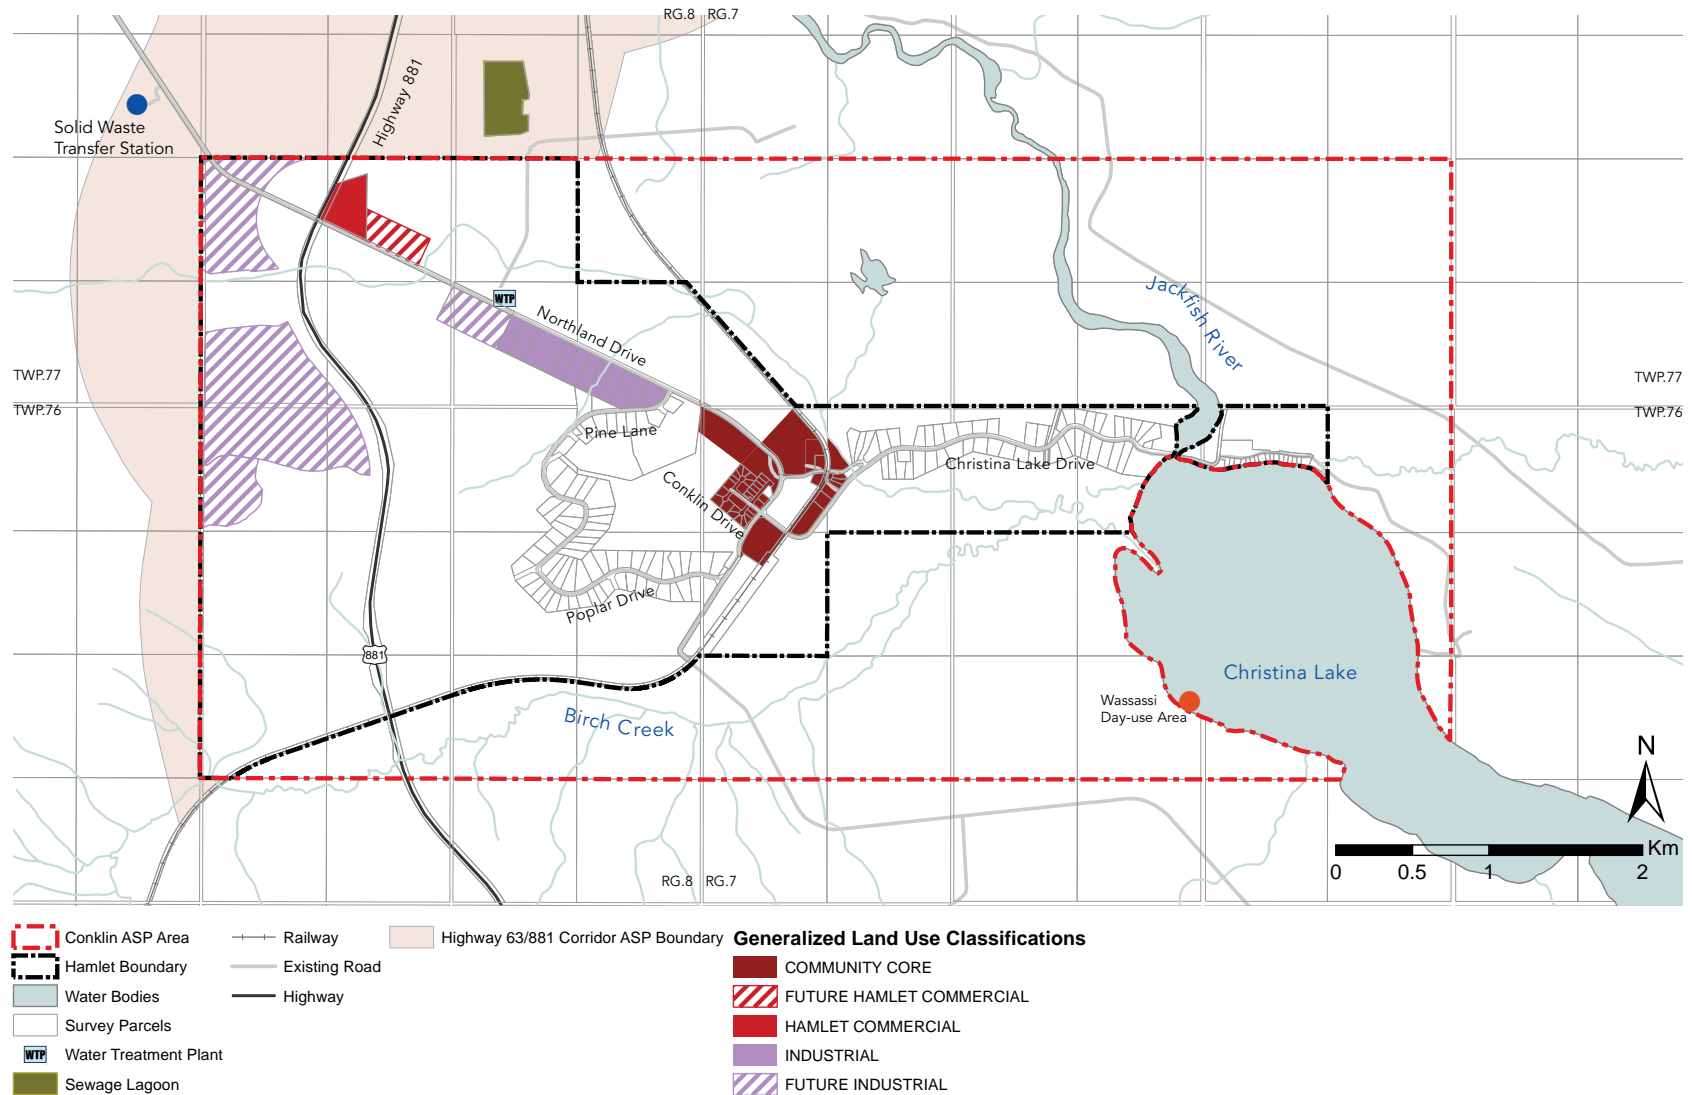 RG.8 RG.7
Highway 881
Solid Waste
Transfer Station
WTP
Northland Drive
Jackfish River
TWP.77
TWP.76
TWP.77
TWP.76
Pine Lane
Christina Lake Drive
Conklin Drive
Poplar Drive
881
Christina Lake
Wassassi
Day-use Area
Birch Creek
N
Km
0 0.5 1 2
RG.8 RG.7
Conklin ASP Area
Hamlet Boundary
Water Bodies
Survey Parcels
WTP Water Treatment Plant
Sewage Lagoon
Railway
Existing Road
Highway
Highway 63/881 Corridor ASP Boundary
Generalized Land Use Classifications
COMMUNITY CORE
FUTURE HAMLET COMMERCIAL
HAMLET COMMERCIAL
INDUSTRIAL
FUTURE INDUSTRIAL